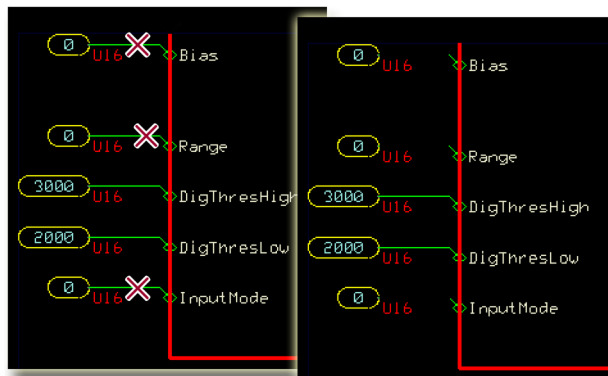 0 U16 Bias
0 U16 Range
3000 U16 DigThresHigh
2000 U16 DigThresLow
0 U16 InputMode
0 U16 Bias
0 U16 Range
3000 U16 DigThresHigh
2000 U16 DigThresLow
0 U16 InputMode